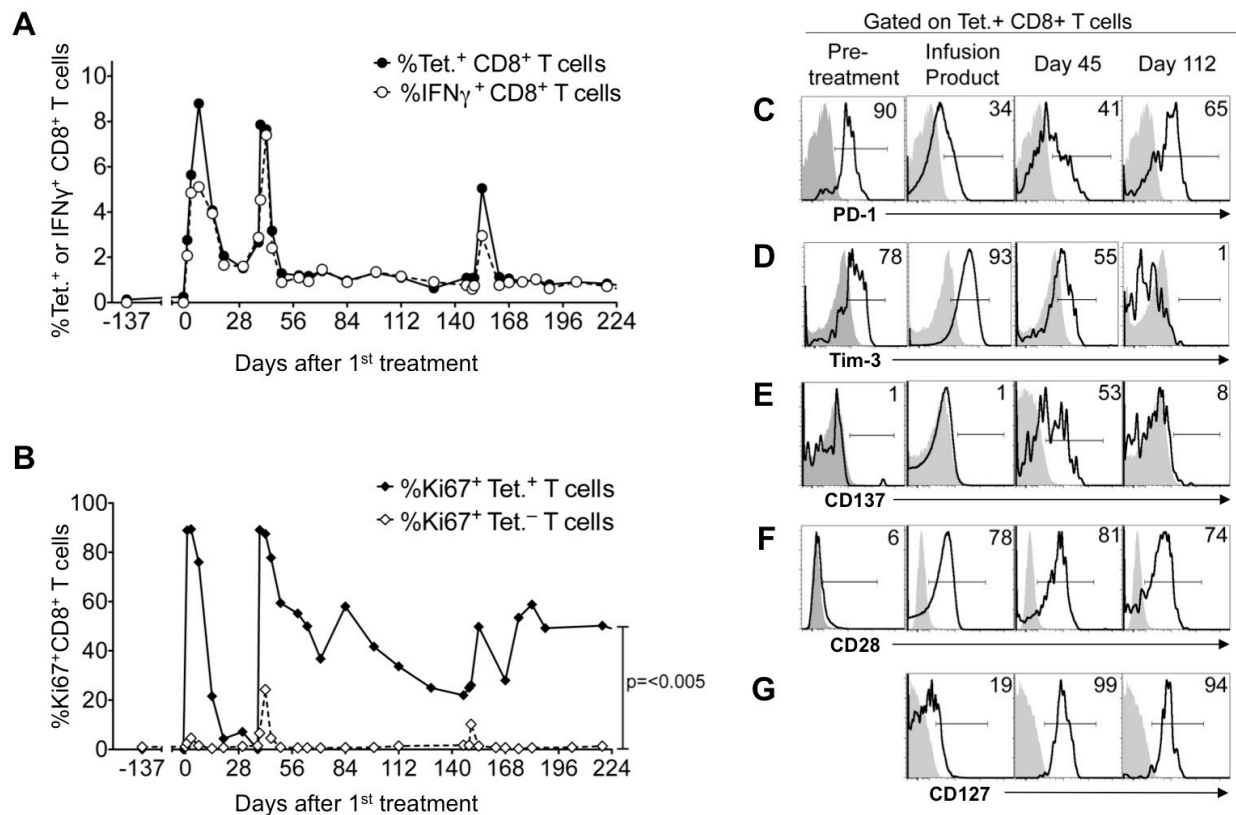 A
%Tet.+ CD8+ T cells
%IFNγ+ CD8+ T cells
%Tet.+ or IFNγ+ CD8+ T cells
10
8
6
4
2
0
-137 0 28 56 84 112 140 168 196 224
Days after 1st treatment
B
%Ki67+ Tet.+ T cells
%Ki67+ Tet.– T cells
%Ki67+CD8+ T cells
100
80
60
40
20
0
p=<0.005
-137 0 28 56 84 112 140 168 196 224
Days after 1st treatment
Gated on Tet.+ CD8+ T cells
Pre-treatment
Infusion Product
Day 45
Day 112
C
90 34 41 65
PD-1
D
78 93 55 1
Tim-3
E
1 1 53 8
CD137
F
6 78 81 74
CD28
G
19 99 94
CD127